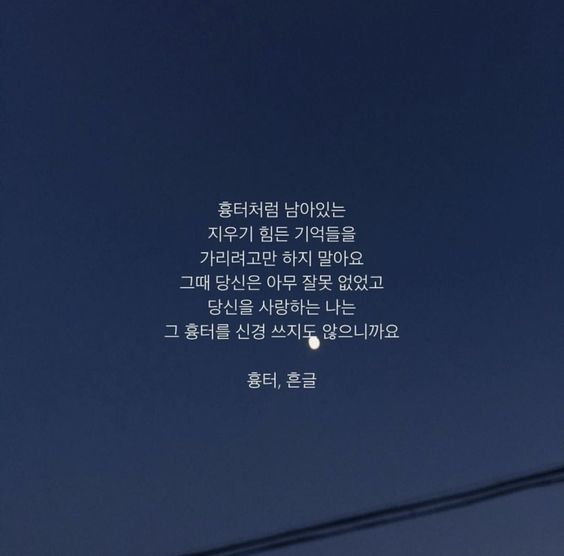 흉터처럼 남아있는
지우기 힘든 기억들을
가리려고만 하지 말아요
그때 당신은 아무 잘못 없었고
당신을 사랑하는 나는
그 흉터를 신경 쓰지도 않으니까요
흉터, 흔글